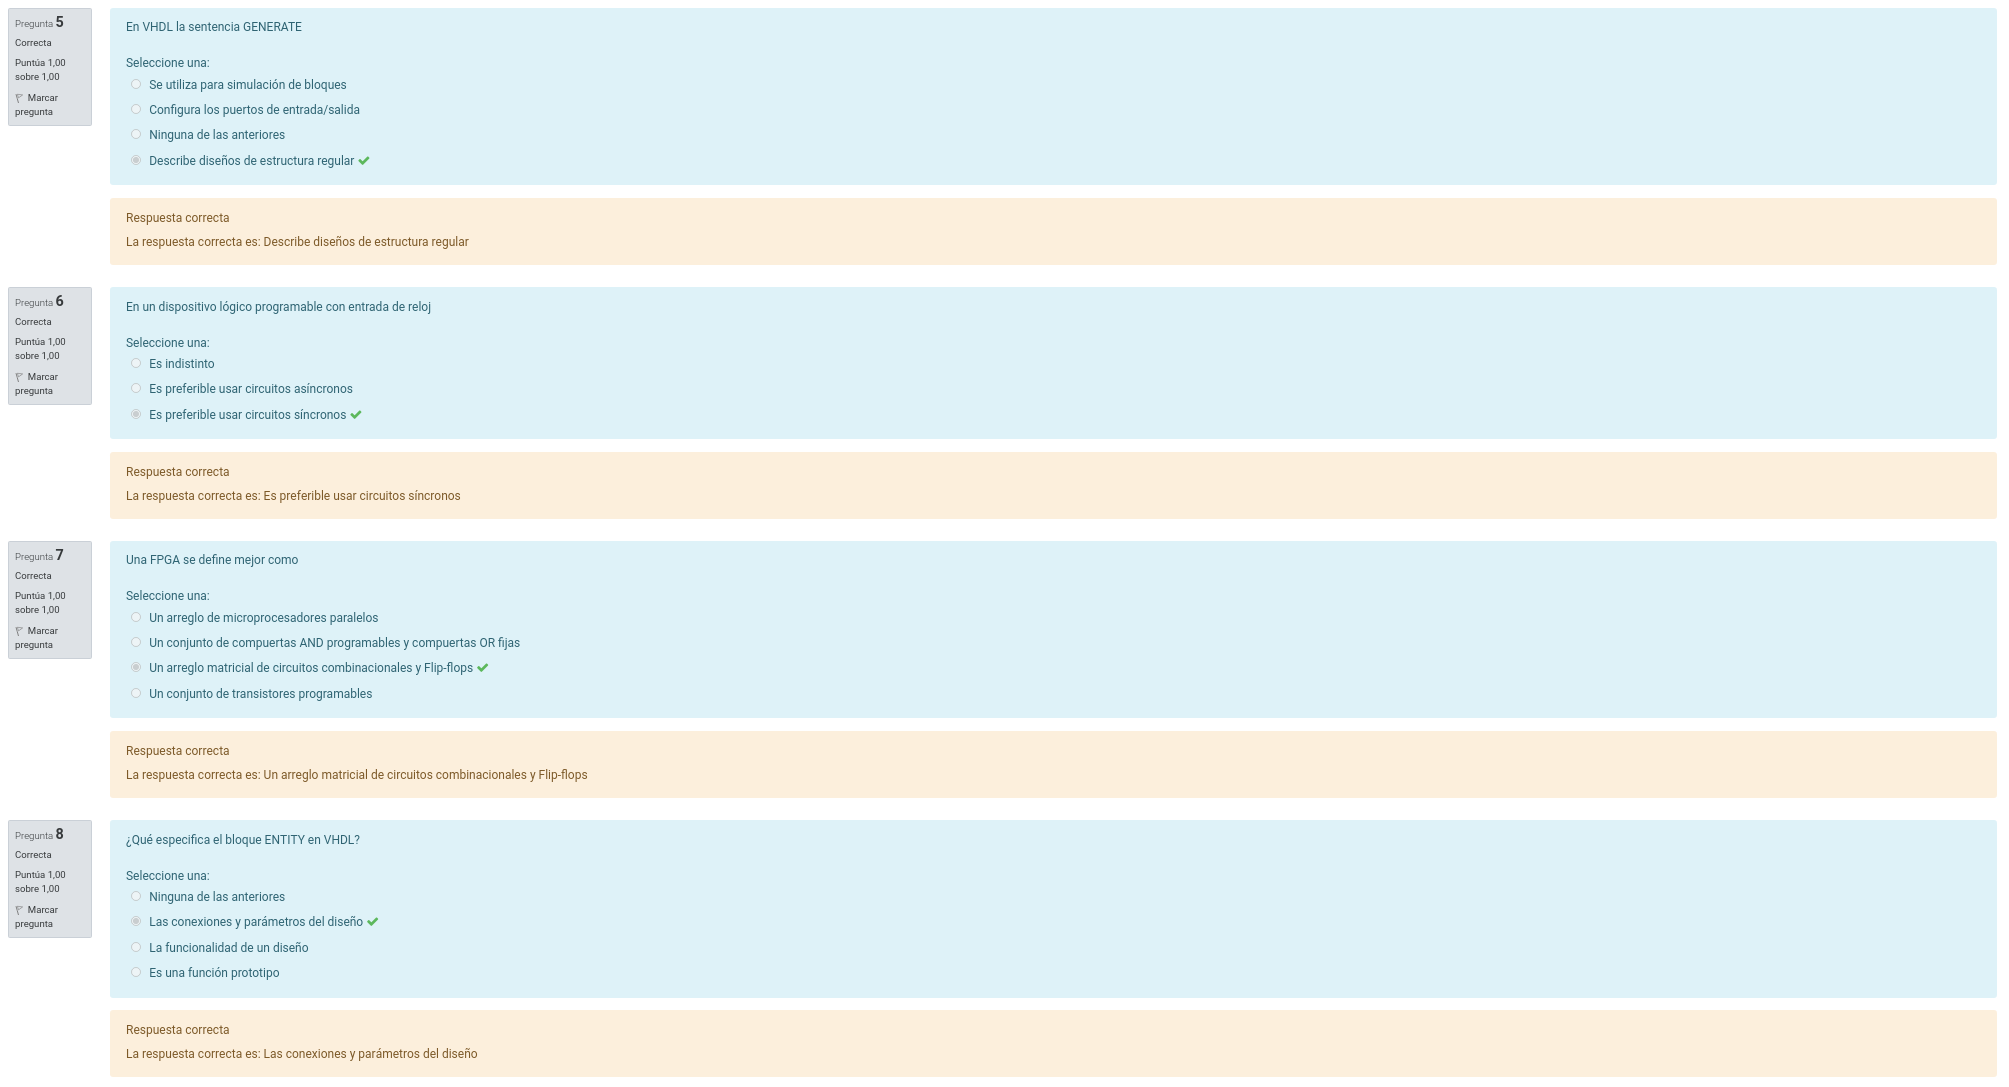 Pregunta 5
Correcta
Puntúa 1,00
sobre 1,00
Marcar
pregunta
En VHDL la sentencia GENERATE
Seleccione una:
Se utiliza para simulación de bloques
Configura los puertos de entrada/salida
Ninguna de las anteriores
Describe diseños de estructura regular
Respuesta correcta
La respuesta correcta es: Describe diseños de estructura regular
Pregunta 6
Correcta
Puntúa 1,00
sobre 1,00
Marcar
pregunta
En un dispositivo lógico programable con entrada de reloj
Seleccione una:
Es indistinto
Es preferible usar circuitos asíncronos
Es preferible usar circuitos síncronos
Respuesta correcta
La respuesta correcta es: Es preferible usar circuitos síncronos
Pregunta 7
Correcta
Puntúa 1,00
sobre 1,00
Marcar
pregunta
Una FPGA se define mejor como
Seleccione una:
Un arreglo de microprocesadores paralelos
Un conjunto de compuertas AND programables y compuertas OR fijas
Un arreglo matricial de circuitos combinacionales y Flip-flops
Un conjunto de transistores programables
Respuesta correcta
La respuesta correcta es: Un arreglo matricial de circuitos combinacionales y Flip-flops
Pregunta 8
Correcta
Puntúa 1,00
sobre 1,00
Marcar
pregunta
¿Qué especifica el bloque ENTITY en VHDL?
Seleccione una:
Ninguna de las anteriores
Las conexiones y parámetros del diseño
La funcionalidad de un diseño
Es una función prototipo
Respuesta correcta
La respuesta correcta es: Las conexiones y parámetros del diseño